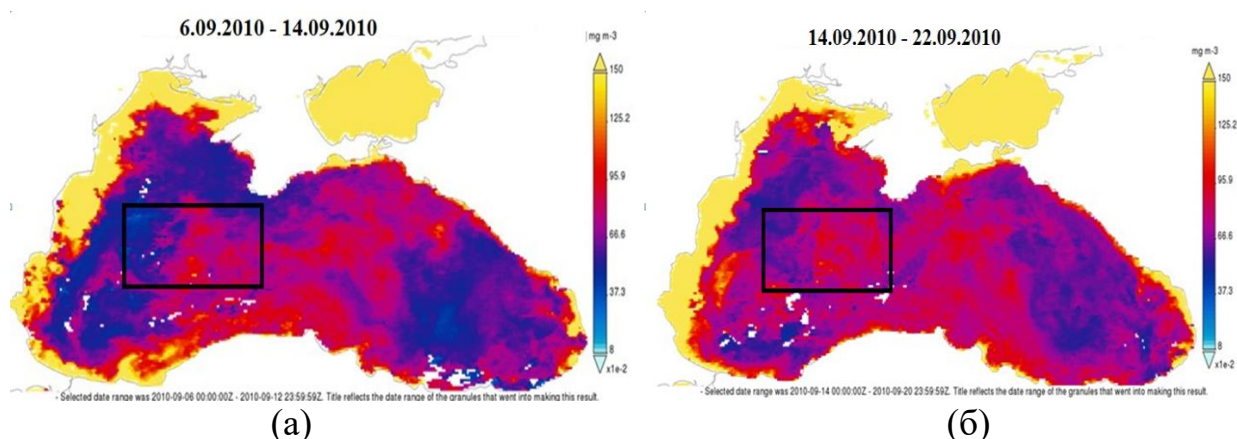 6.09.2010 - 14.09.2010
mg m-3
150
125.2
95.9
66.6
37.3
8
x1e-2
- Selected date range was 2010-09-06 00:00:00Z - 2010-09-12 23:59:59Z. Title reflects the date range of the granules that went into making this result.
(а)
14.09.2010 - 22.09.2010
mg m-3
150
125.2
95.9
66.6
37.3
8
x1e-2
- Selected date range was 2010-09-14 00:00:00Z - 2010-09-20 23:59:59Z. Title reflects the date range of the granules that went into making this result.
(б)